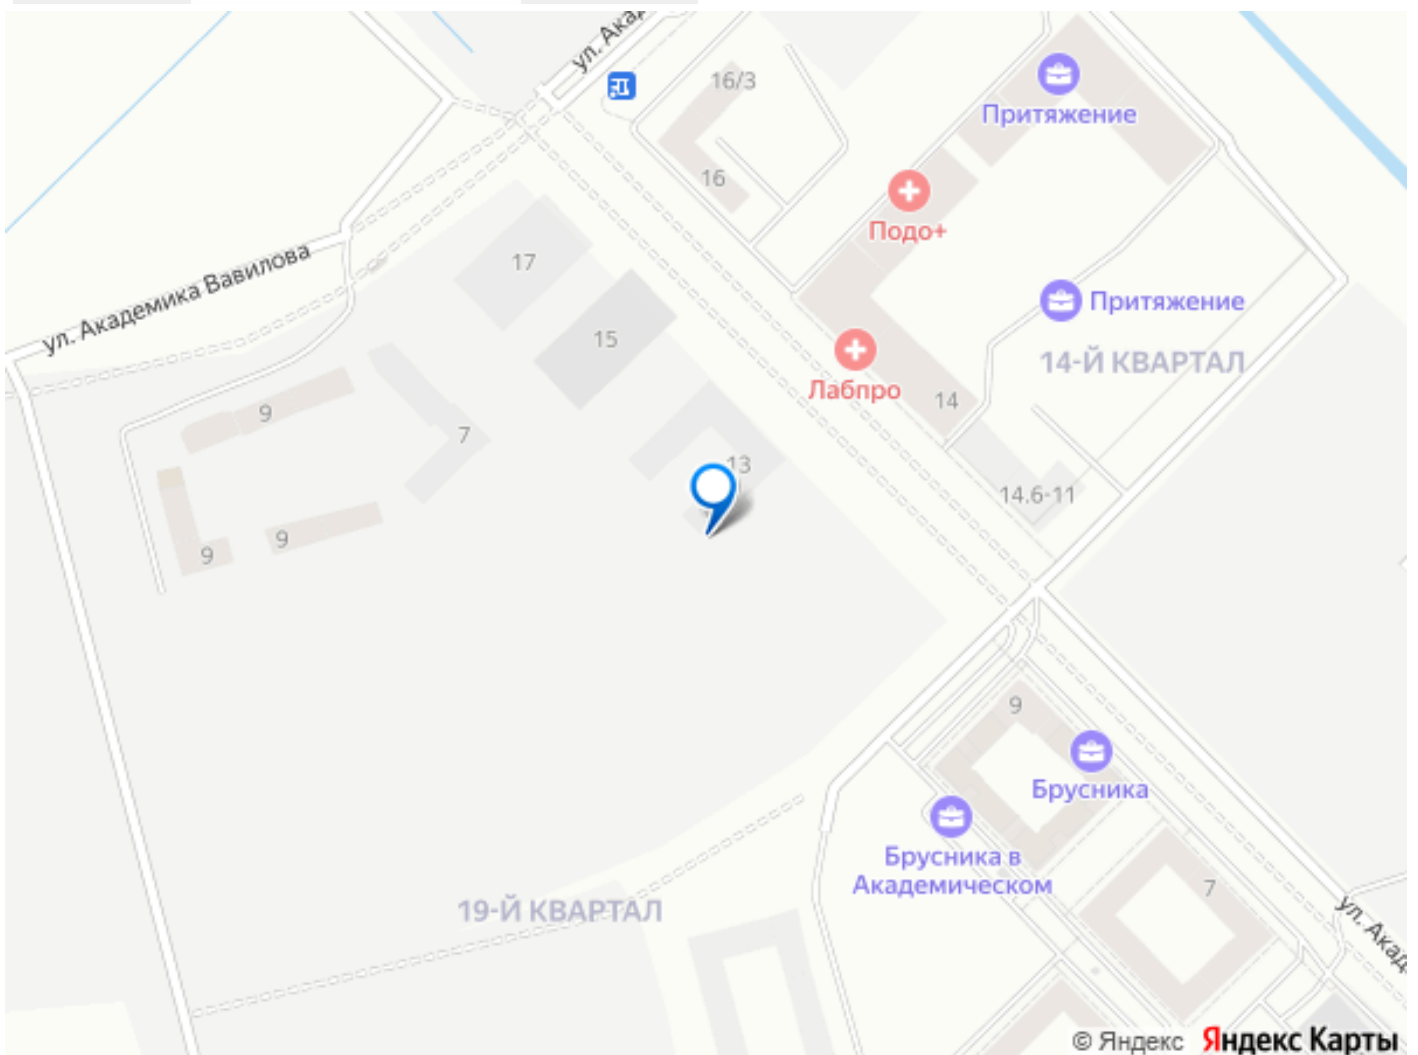 ул. Акад
16/3
Притяжение
16
Подо+
ул. Академика Вавилова
17
15
Притяжение
14-Й КВАРТАЛ
Лабпро
14
9
7
13
14.6-11
9
9
9
Брусника
Брусника в
Академическом
7
19-Й КВАРТАЛ
ул. Акад
© Яндекс Яндекс Карты